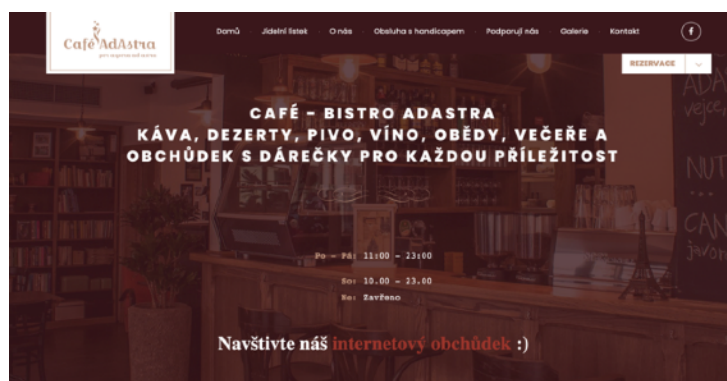 Café AdAstra
Domů
Jídelní lístek
O nás
Obsluha s handicapem
Podporují nás
Galerie
Kontakt
f
REZERVACE
CAFÉ – BISTRO ADASTRA
KÁVA, DEZERTY, PIVO, VÍNO, OBĚDY, VEČEŘE A
OBCHŮDEK S DÁREČKY PRO KAŽDOU PŘÍLEŽITOST
Po – Pá: 11:00 – 23:00
So: 10.00 – 23.00
Ne: Zavřeno
Navštivte náš internetový obchůdek :)